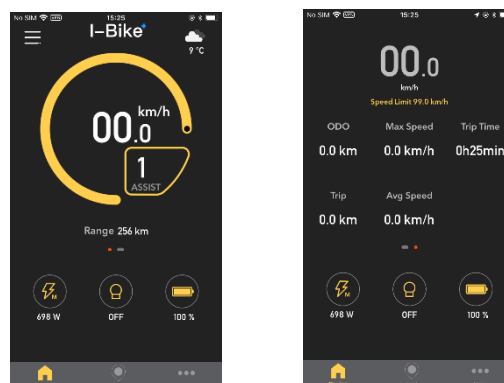 No SIM VPN 15:25
I-Bike+
9 °C
00.0 km/h
1
ASSIST
Range 256 km
698 W OFF 100 %
No SIM VPN 15:25
00.0
km/h
Speed Limit 99.0 km/h
ODO Max Speed Trip Time
0.0 km 0.0 km/h 0h25min
Trip Avg Speed
0.0 km 0.0 km/h
698 W OFF 100 %